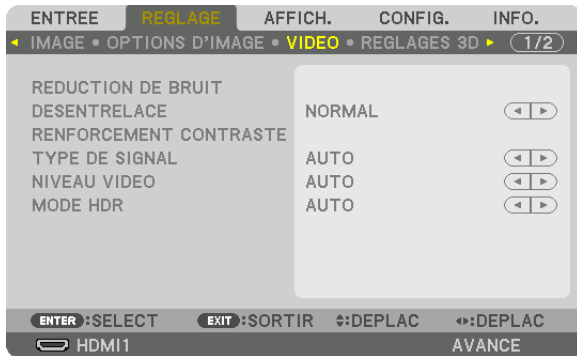 ENTREE REGLAGE AFFICH. CONFIG. INFO.
IMAGE • OPTIONS D'IMAGE • VIDEO • REGLAGES 3D 1/2
REDUCTION DE BRUIT
DESENTRELACE NORMAL
RENFORCEMENT CONTRASTE
TYPE DE SIGNAL AUTO
NIVEAU VIDEO AUTO
MODE HDR AUTO
ENTER :SELECT EXIT :SORTIR :DEPLAC :DEPLAC
HDMI1 AVANCE